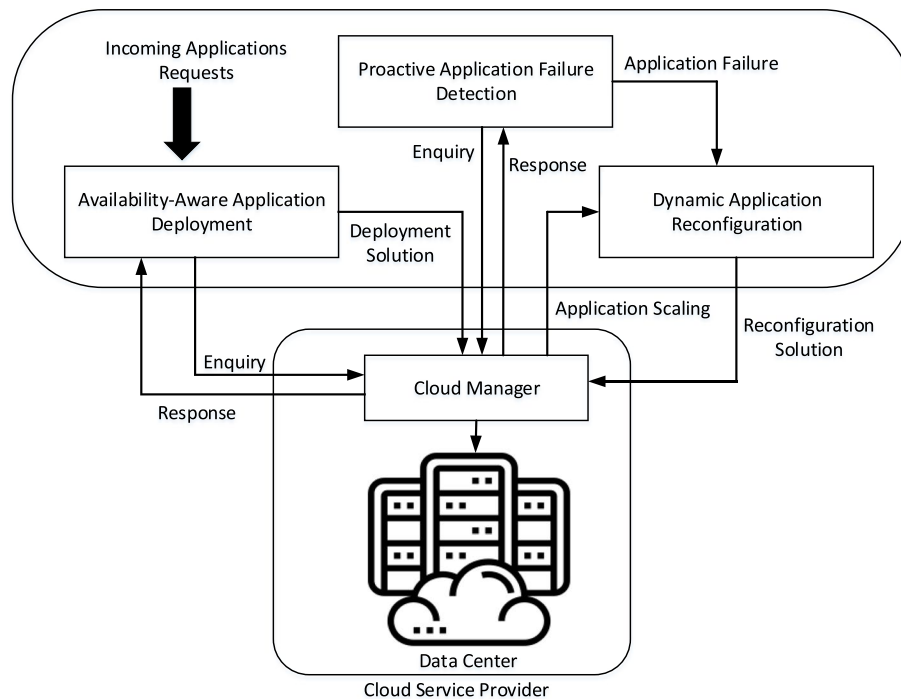 Incoming Applications
Requests
Proactive Application Failure
Detection
Application Failure
Enquiry
Response
Availability-Aware Application
Deployment
Dynamic Application
Reconfiguration
Deployment
Solution
Application Scaling
Reconfiguration
Solution
Enquiry
Response
Cloud Manager
Data Center
Cloud Service Provider